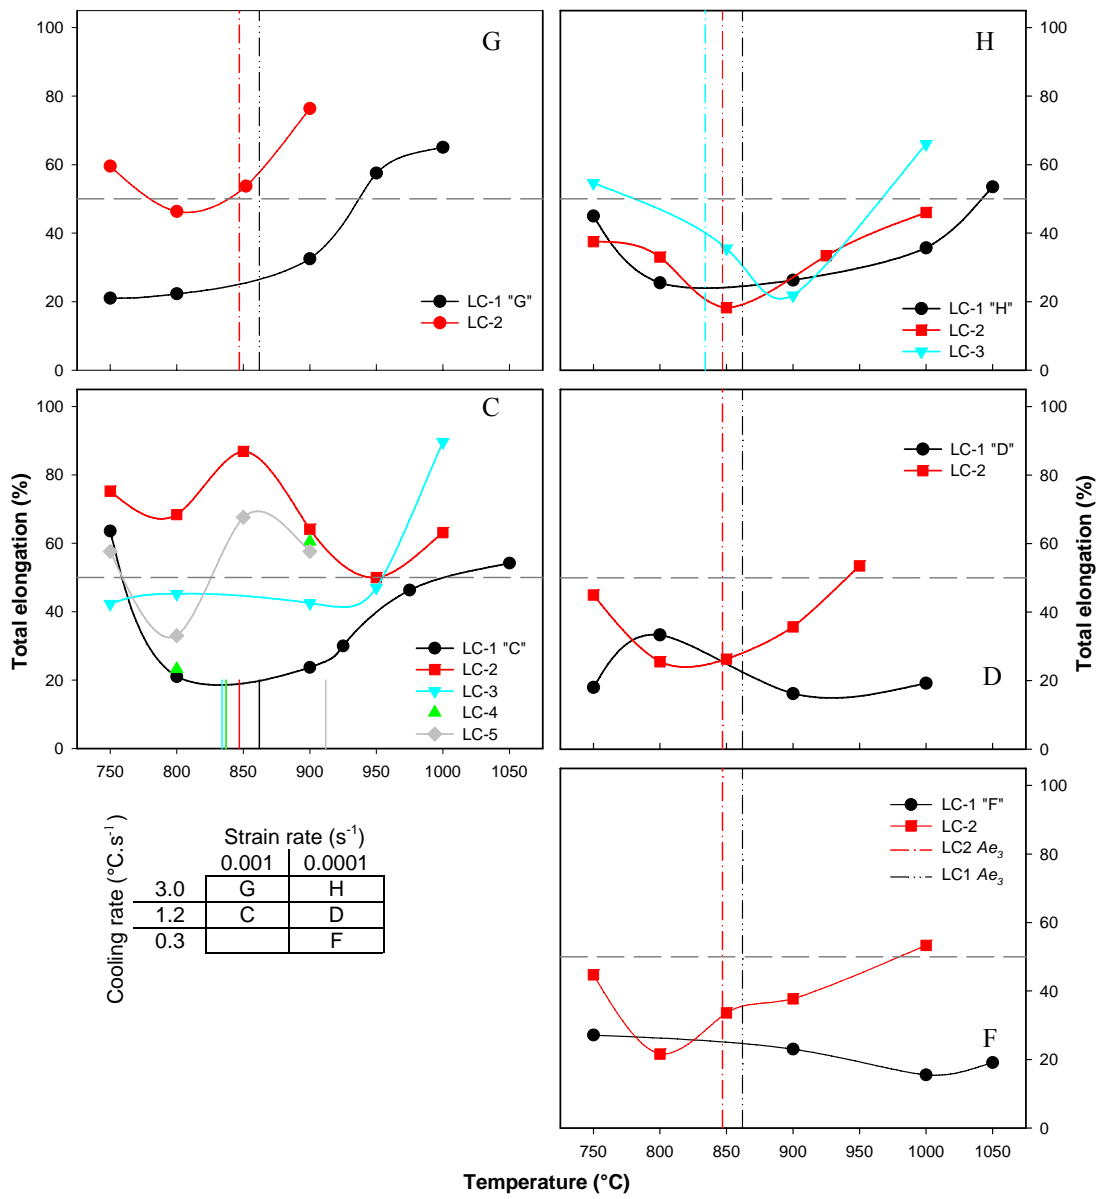 G
100
80
60
40
20
0
LC-1 "G"
LC-2
H
100
80
60
40
20
0
LC-1 "H"
LC-2
LC-3
Total elongation (%)
C
100
80
60
40
20
0
LC-1 "C"
LC-2
LC-3
LC-4
LC-5
750 800 850 900 950 1000 1050
LC-1 "D"
LC-2
D
100
80
60
40
20
0
Total elongation (%)
Cooling rate (°C.s-1)
Strain rate (s-1)
0.001 0.0001
3.0 G H
1.2 C D
0.3 F
LC-1 "F"
LC-2
LC2 Ae3
LC1 Ae3
F
100
80
60
40
20
0
750 800 850 900 950 1000 1050
Temperature (°C)